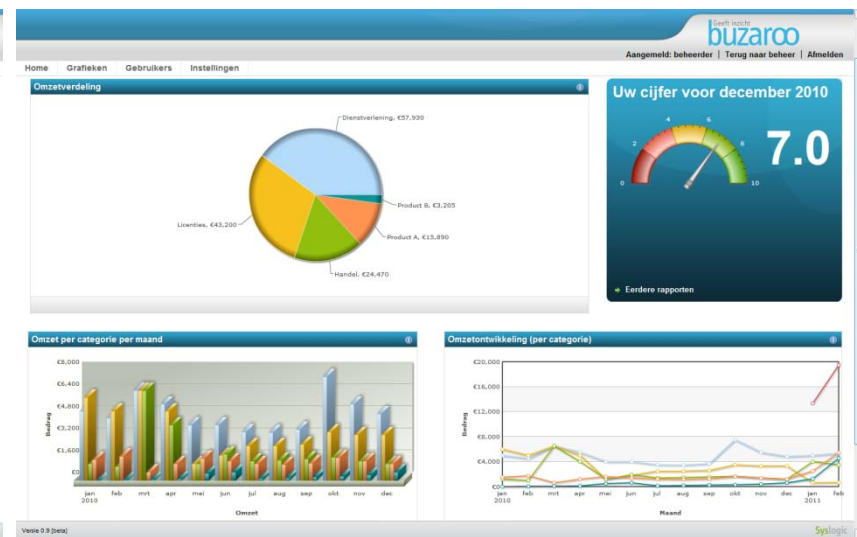 Geeft inzicht
buzaroo
Aangemeld: beheerder | Terug naar beheer | Afmelden
Home Grafieken Gebruikers Instellingen
Omzetverdeling
Dienstverlening, €57,930
Product B, €3,205
Product A, €15,890
Licenties, €43,200
Handel, €24,470
Uw cijfer voor december 2010
0 2 4 6 8 10
7.0
Eerdere rapporten
Omzet per categorie per maand
€8,000
€6,400
€4,800
€3,200
€1,600
€0
Bedrag
jan feb mrt apr mei jun jul aug sep okt nov dec
2010
Omzet
Omzetontwikkeling (per categorie)
€20,000
€16,000
€12,000
€8,000
€4,000
€0
Bedrag
jan feb mrt apr mei jun jul aug sep okt nov dec jan feb
2010 2011
Maand
Versie 0.9 [beta]
Syslogic